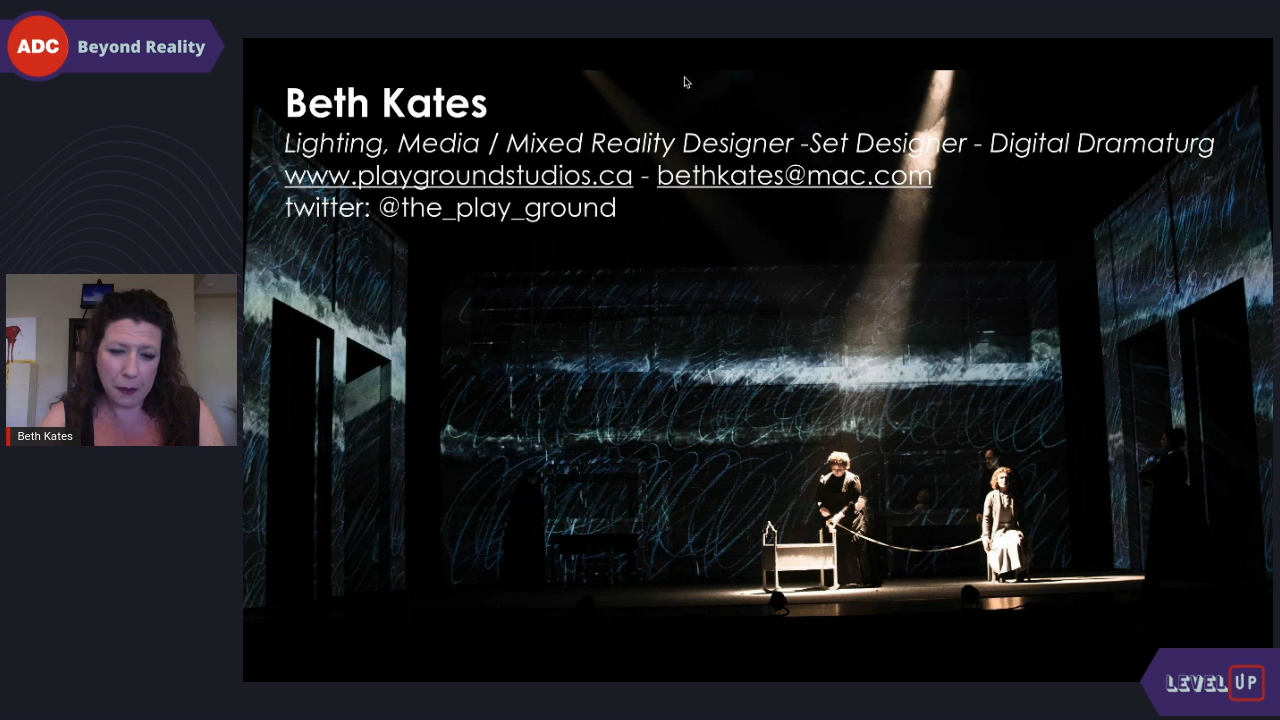 ADC Beyond Reality
Beth Kates
Lighting, Media / Mixed Reality Designer -Set Designer - Digital Dramaturg
www.playgroundstudios.ca - bethkates@mac.com
twitter: @the_play_ground
Beth Kates
LEVEL UP